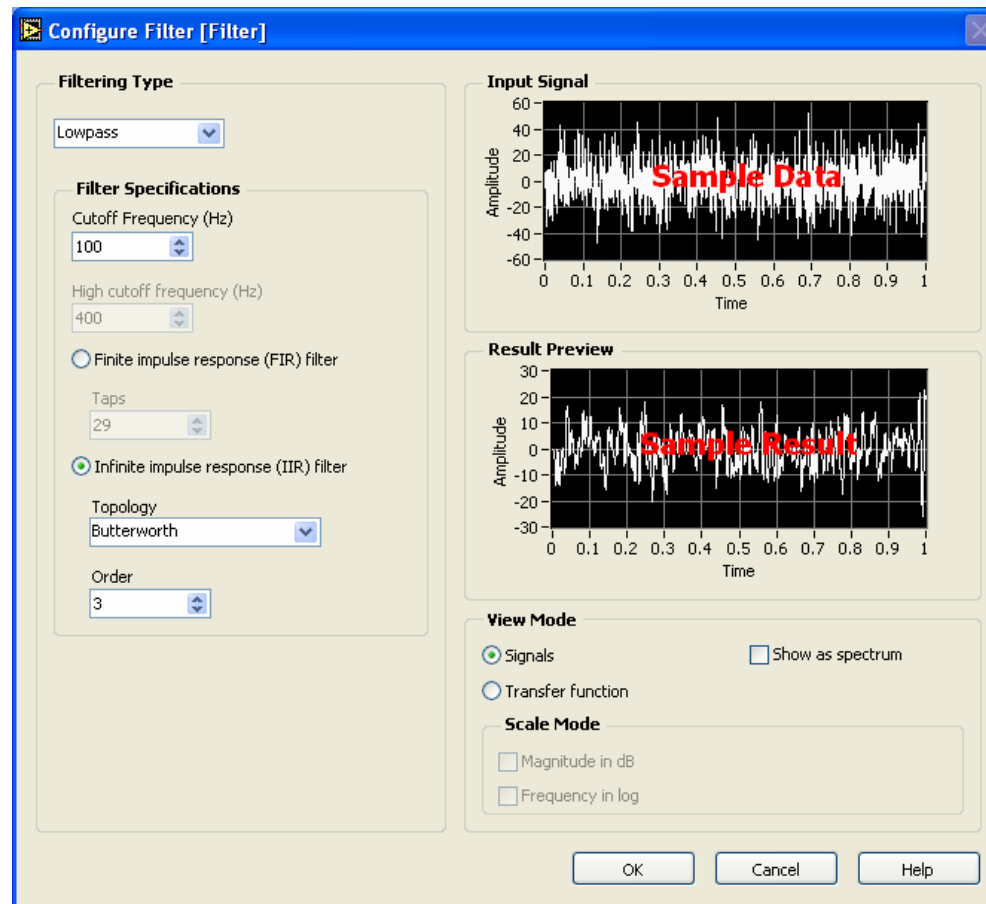 Configure Filter [Filter]
Filtering Type
Lowpass
Filter Specifications
Cutoff Frequency (Hz)
100
High cutoff frequency (Hz)
400
Finite impulse response (FIR) filter
Taps
29
Infinite impulse response (IIR) filter
Topology
Butterworth
Order
3
Input Signal
60
40
20
0
-20
-40
-60
Amplitude
Sample Data
0 0.1 0.2 0.3 0.4 0.5 0.6 0.7 0.8 0.9 1
Time
Result Preview
30
20
10
0
-10
-20
-30
Amplitude
Sample Result
0 0.1 0.2 0.3 0.4 0.5 0.6 0.7 0.8 0.9 1
Time
View Mode
Signals
Show as spectrum
Transfer function
Scale Mode
Magnitude in dB
Frequency in log
OK Cancel Help